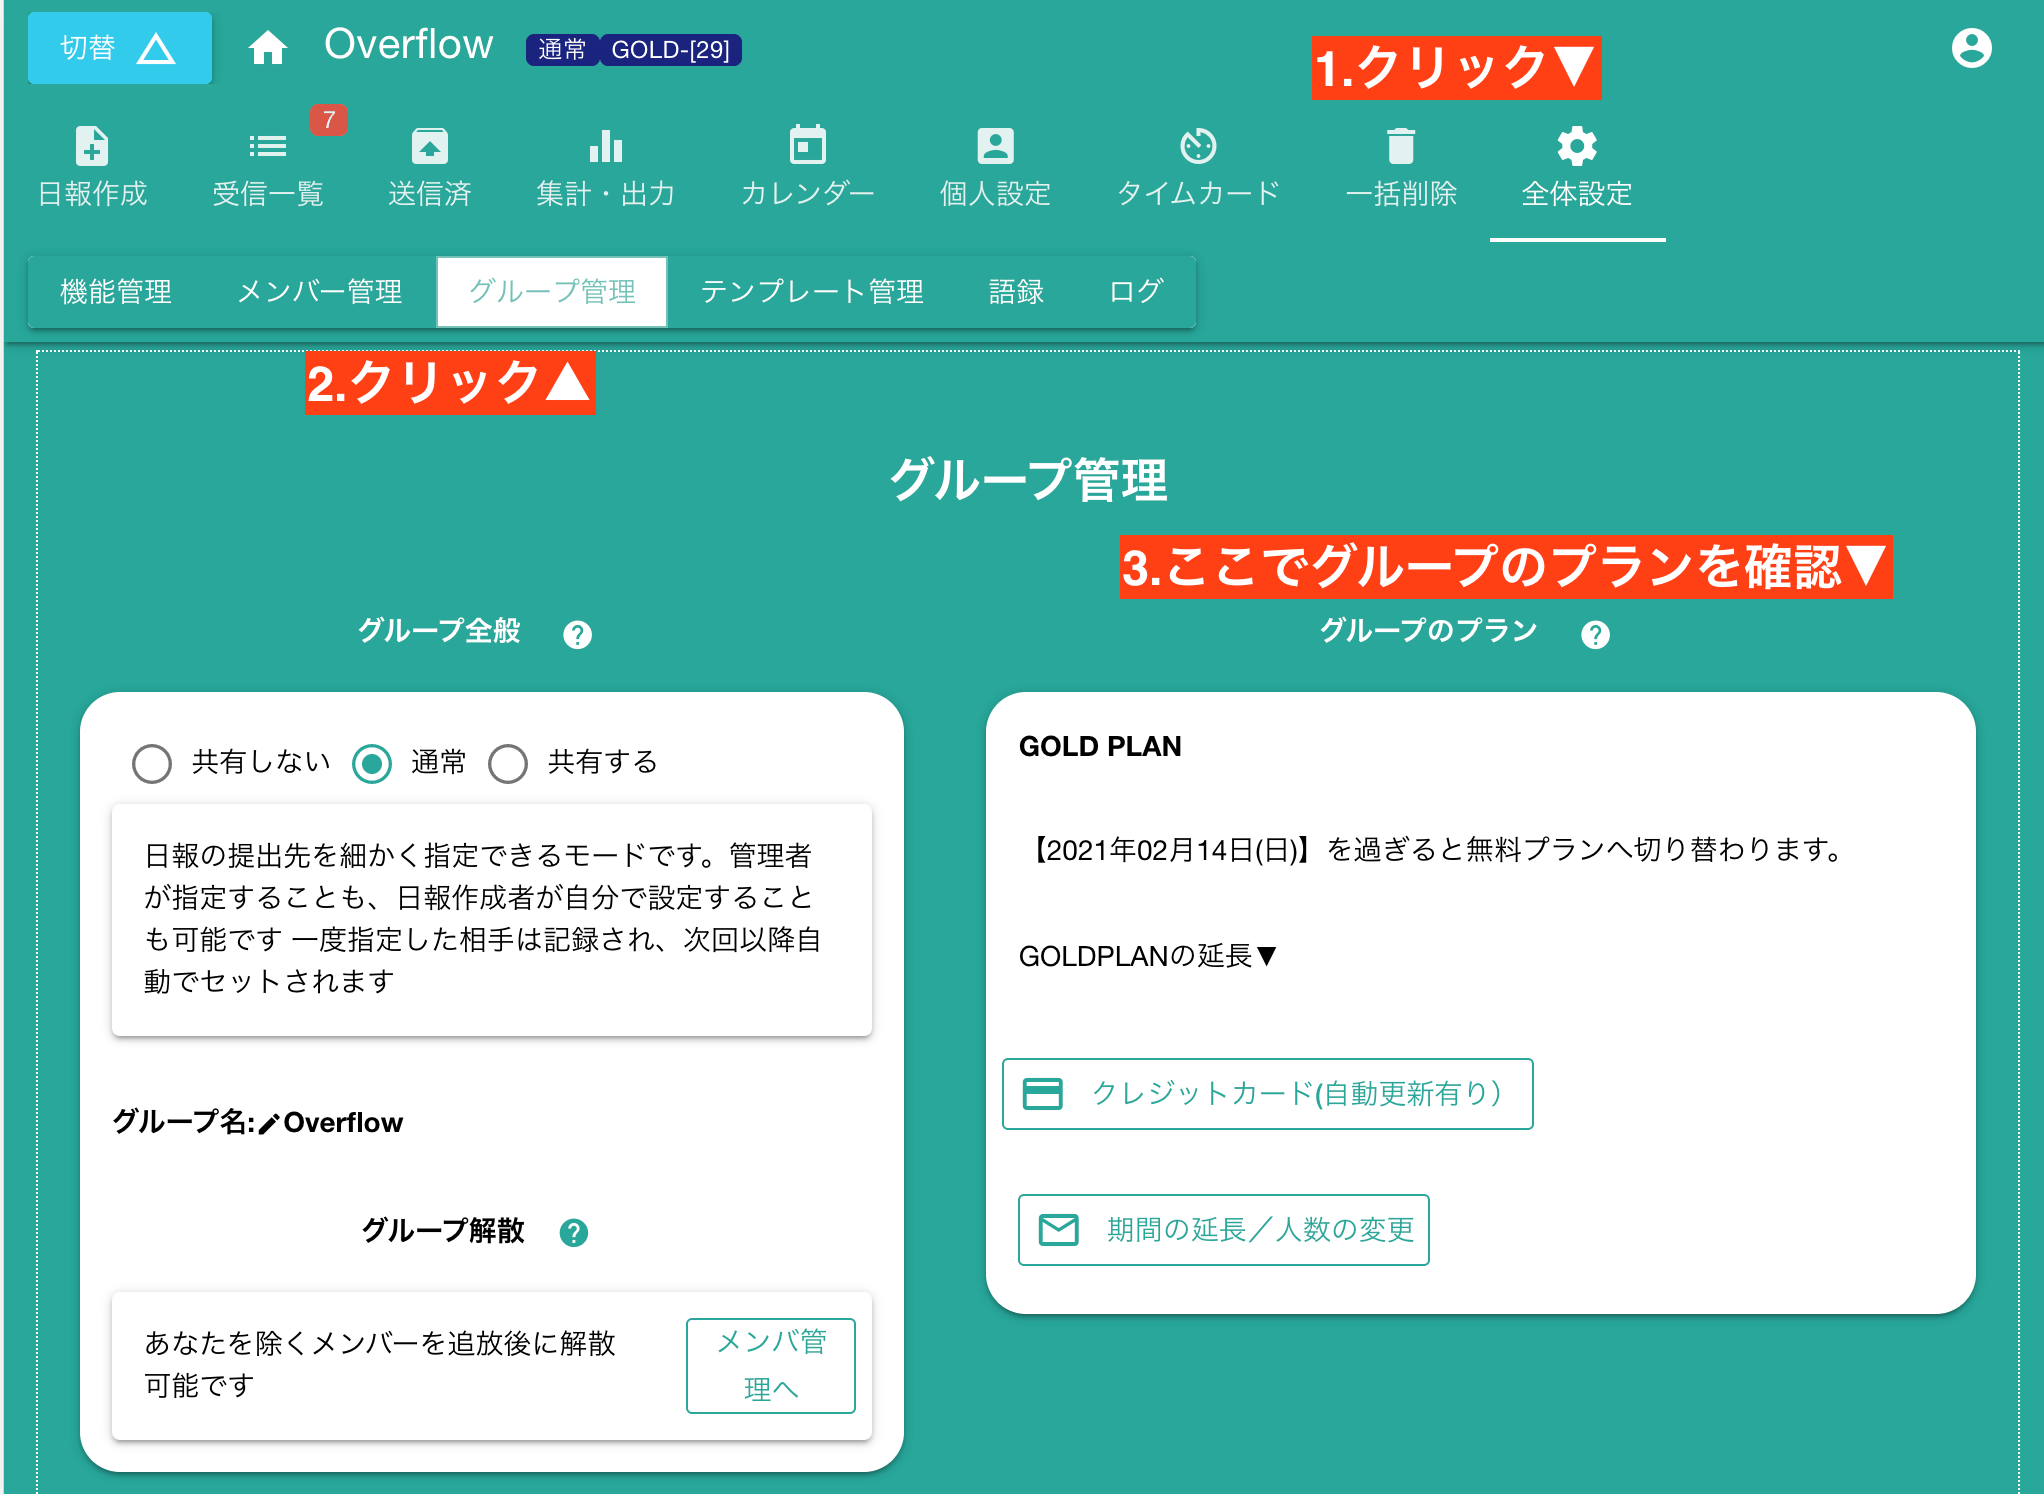 切替 △ Overflow 通常 GOLD-[29]
1.クリック▼
7
日報作成 受信一覧 送信済 集計・出力 カレンダー 個人設定 タイムカード 一括削除 全体設定
機能管理 メンバー管理 グループ管理 テンプレート管理 語録 ログ
2.クリック▲
グループ管理
3.ここでグループのプランを確認▼
グループ全般 ?
共有しない 通常 共有する
日報の提出先を細かく指定できるモードです。管理者
が指定することも、日報作成者が自分で設定すること
も可能です 一度指定した相手は記録され、次回以降自
動でセットされます
グループ名:Overflow
グループ解散 ?
あなたを除くメンバーを追放後に解散
可能です
メンバ管
理へ
グループのプラン ?
GOLD PLAN
【2021年02月14日(日)】を過ぎると無料プランへ切り替わります。
GOLDPLANの延長▼
クレジットカード(自動更新有り）
期間の延長／人数の変更